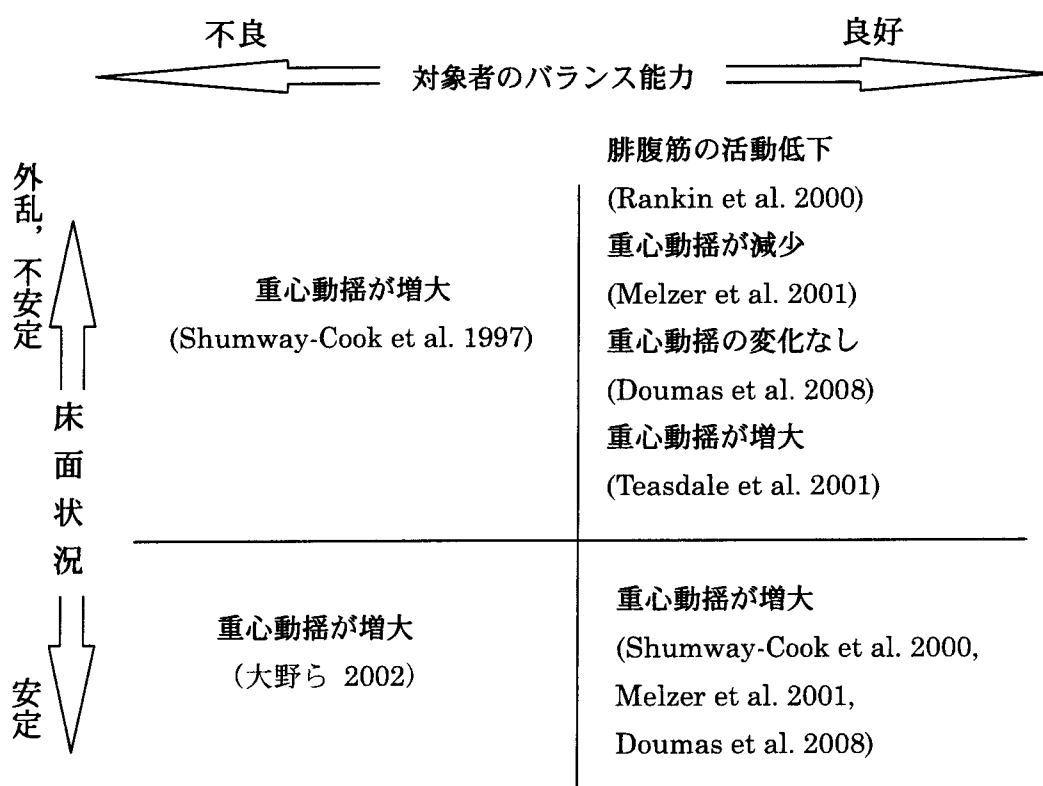 不良
良好
対象者のバランス能力
外乱，不安定
床面状況
安定
重心動揺が増大
(Shumway-Cook et al. 1997)
腓腹筋の活動低下
(Rankin et al. 2000)
重心動揺が減少
(Melzer et al. 2001)
重心動揺の変化なし
(Doumas et al. 2008)
重心動揺が増大
(Teasdale et al. 2001)
重心動揺が増大
（大野ら 2002）
重心動揺が増大
(Shumway-Cook et al. 2000,
Melzer et al. 2001,
Doumas et al. 2008)